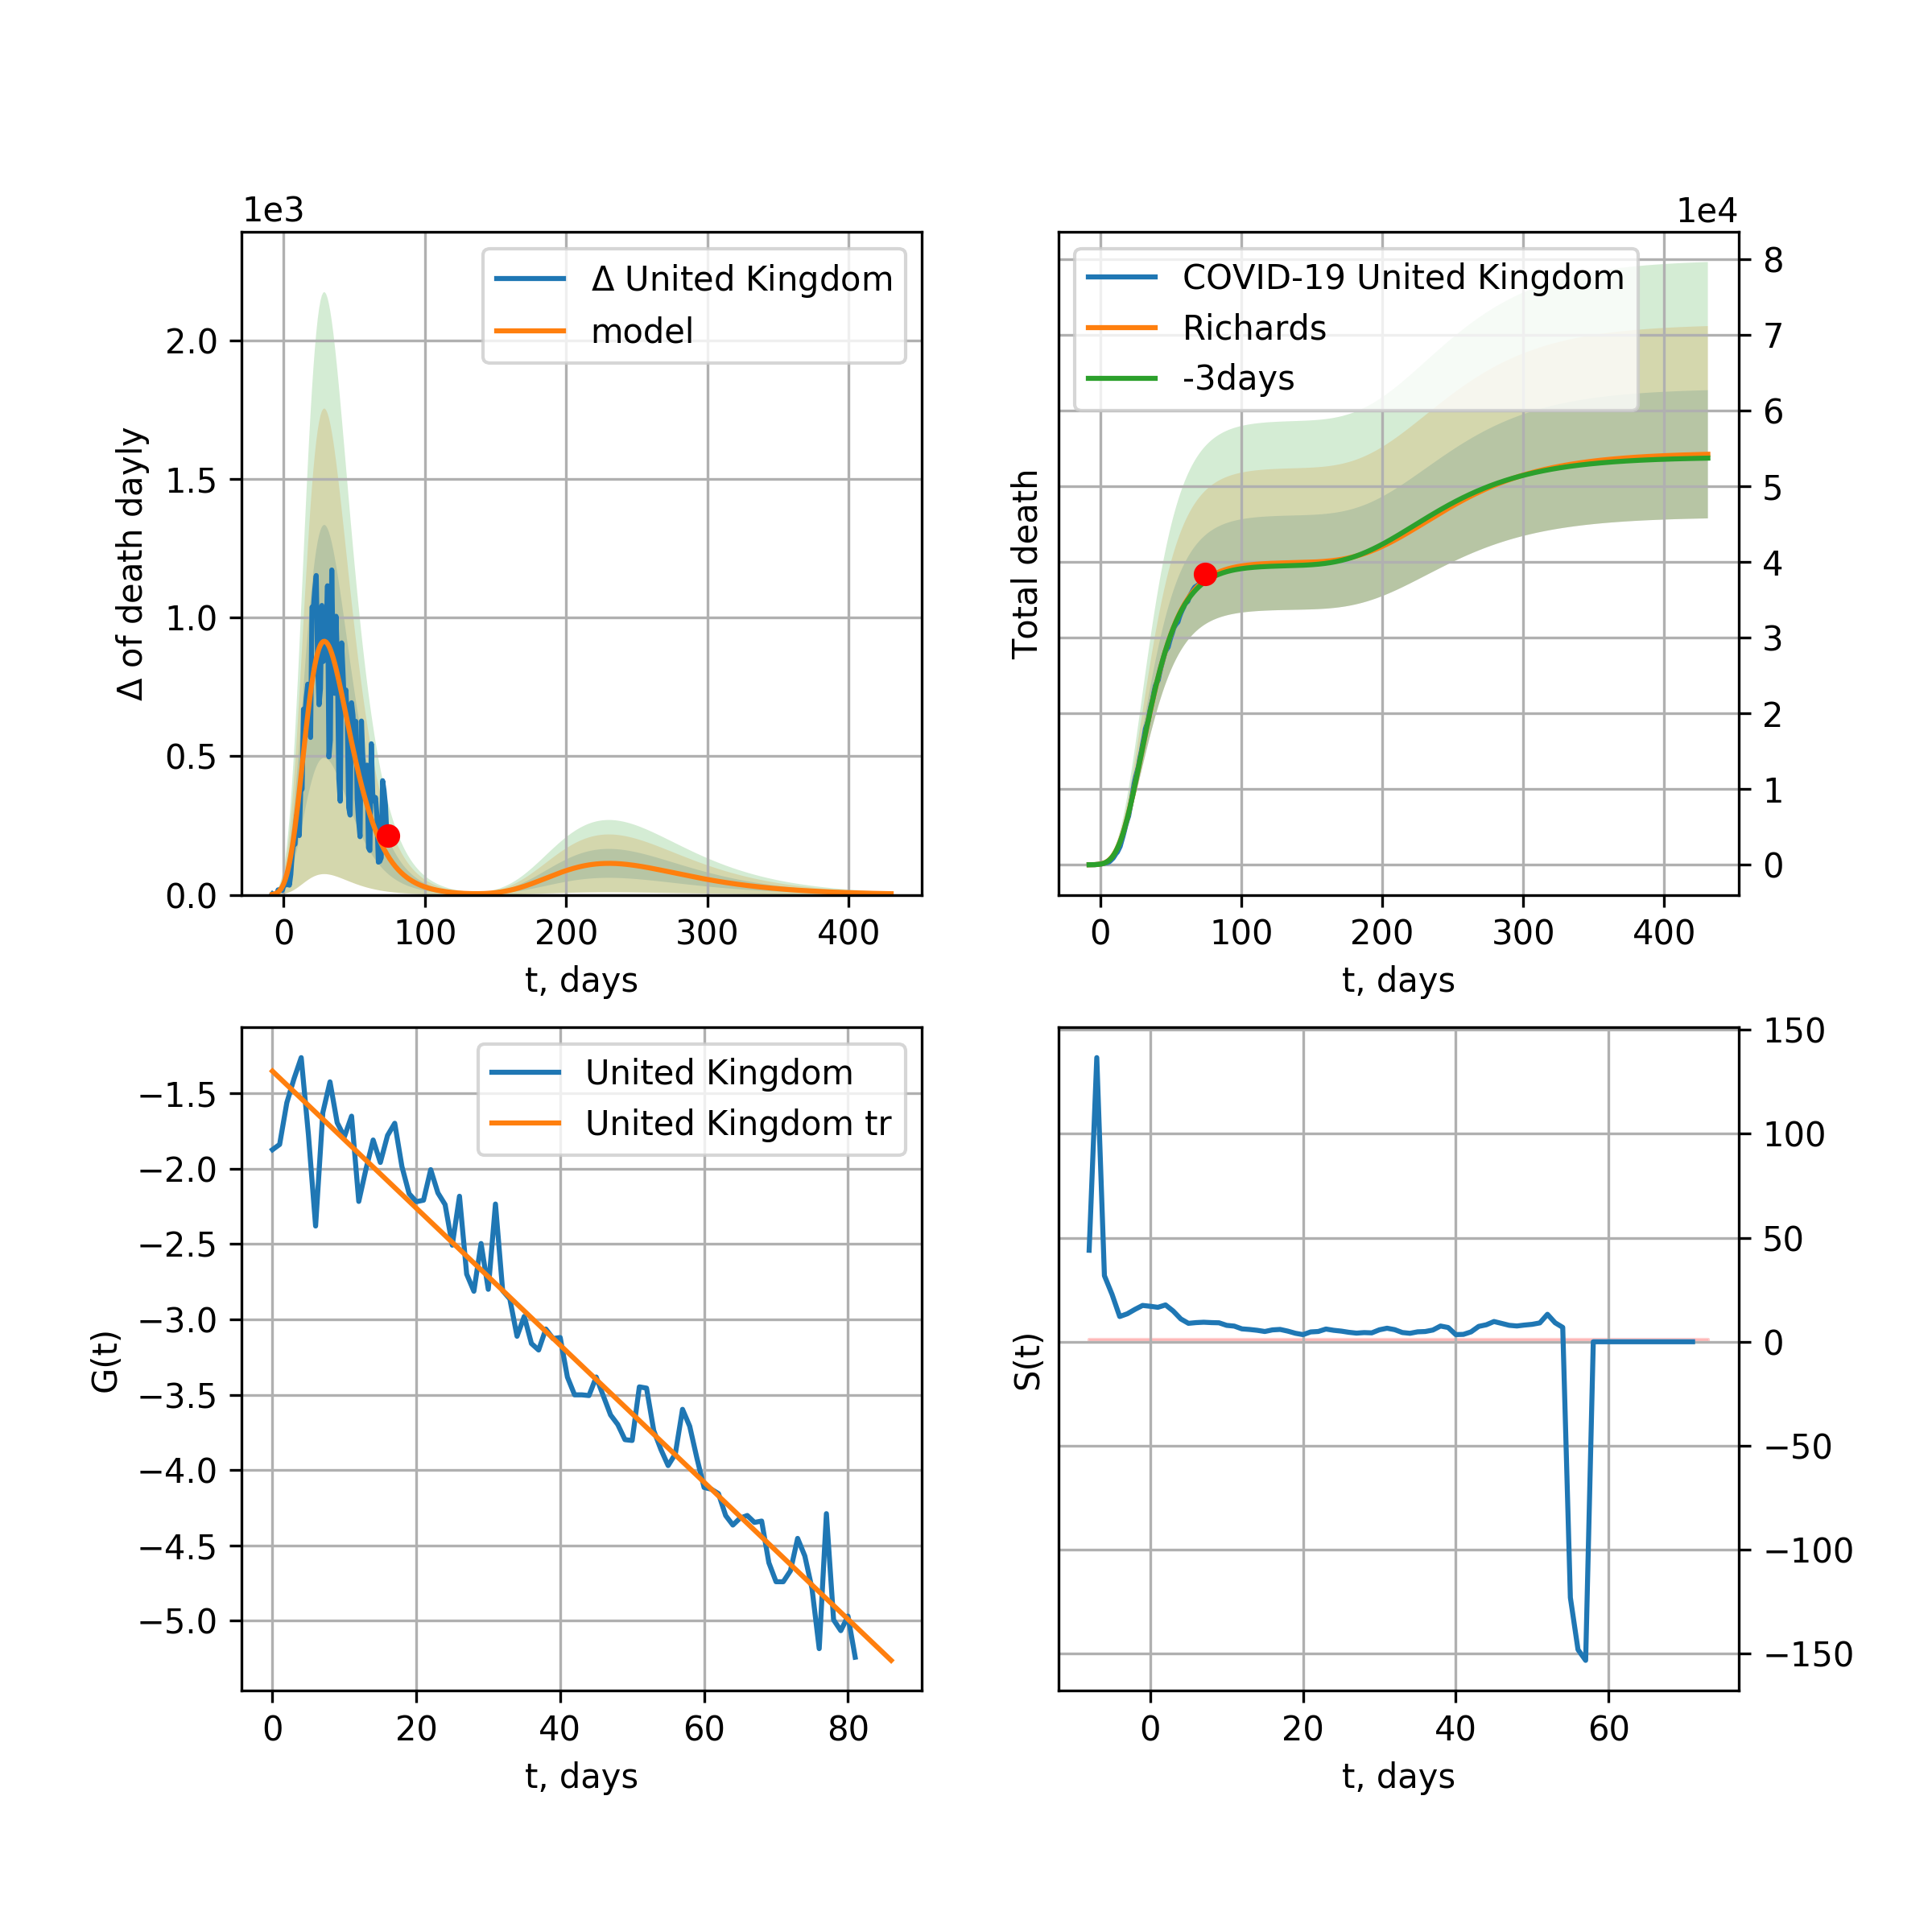 1e3
Δ United Kingdom
model
2.0
1.5
1.0
0.5
0.0
Δ of death dayly
0 100 200 300 400
t, days
1e4
COVID-19 United Kingdom
Richards
-3days
8
7
6
5
4
3
2
1
0
Total death
0 100 200 300 400
t, days
United Kingdom
United Kingdom tr
−1.5
−2.0
−2.5
−3.0
−3.5
−4.0
−4.5
−5.0
G(t)
0 20 40 60 80
t, days
150
100
50
0
−50
−100
−150
S(t)
0 20 40 60
t, days